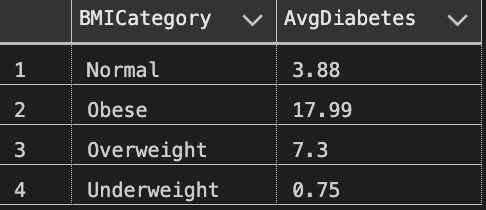 BMICategory AvgDiabetes
1 Normal 3.88
2 Obese 17.99
3 Overweight 7.3
4 Underweight 0.75